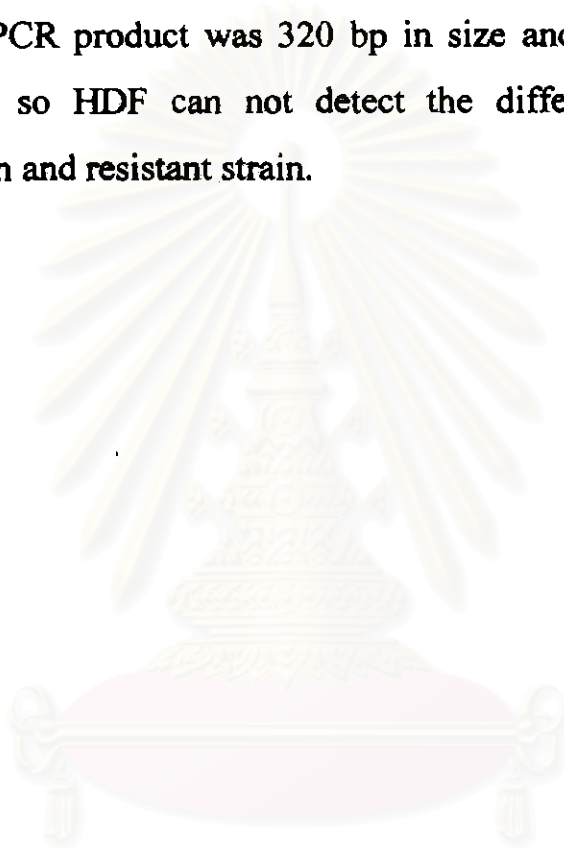 PCR product was 320 bp in size and
so HDF can not detect the diffe
n and resistant strain.